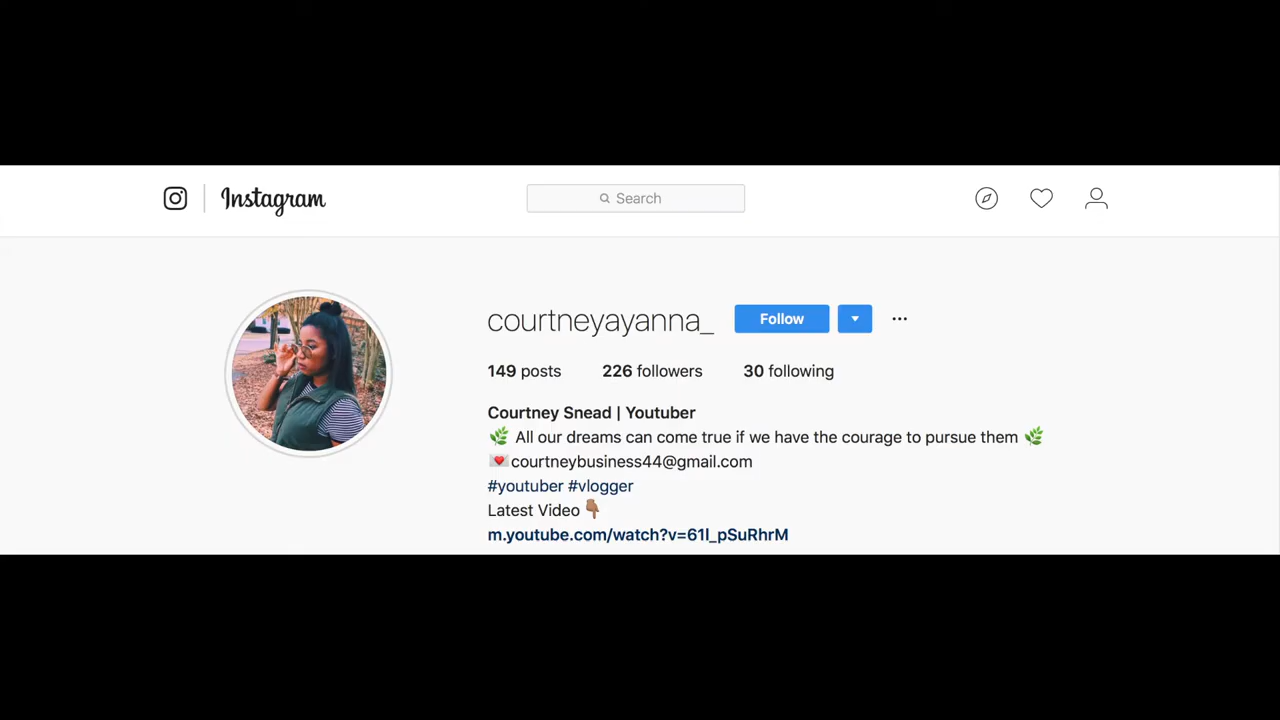 Instagram
Search
courtneyayanna_ Follow
149 posts 226 followers 30 following
Courtney Snead | Youtuber
🌿 All our dreams can come true if we have the courage to pursue them 🌿
💌courtneybusiness44@gmail.com
#youtuber #vlogger
Latest Video 👇🏽
m.youtube.com/watch?v=61l_pSuRhrM